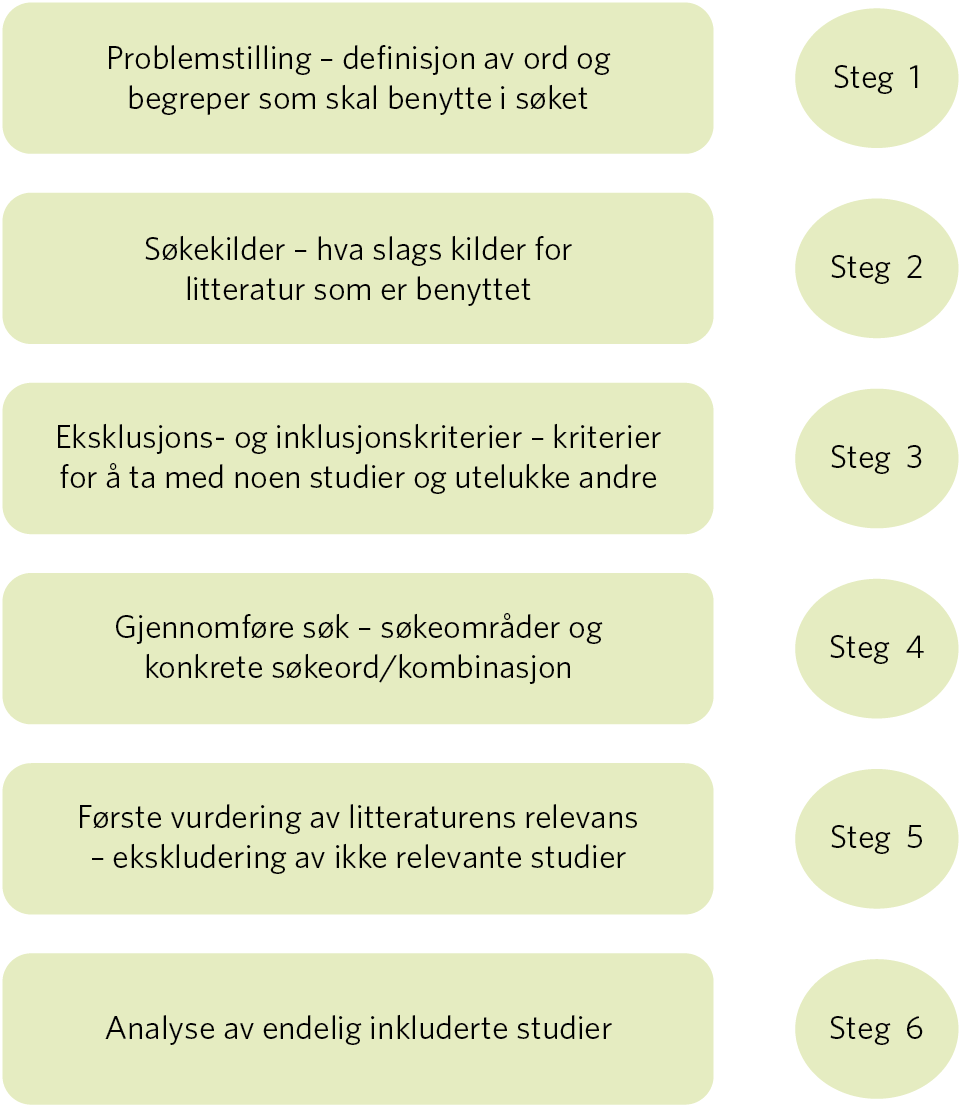 Problemstilling – definisjon av ord og
begreper som skal benytte i søket
Steg 1
Søkekilder – hva slags kilder for
litteratur som er benyttet
Steg 2
Eksklusjons- og inklusjonskriterier – kriterier
for å ta med noen studier og utelukke andre
Steg 3
Gjennomføre søk – søkeområder og
konkrete søkeord/kombinasjon
Steg 4
Første vurdering av litteraturens relevans
– ekskludering av ikke relevante studier
Steg 5
Analyse av endelig inkluderte studier
Steg 6